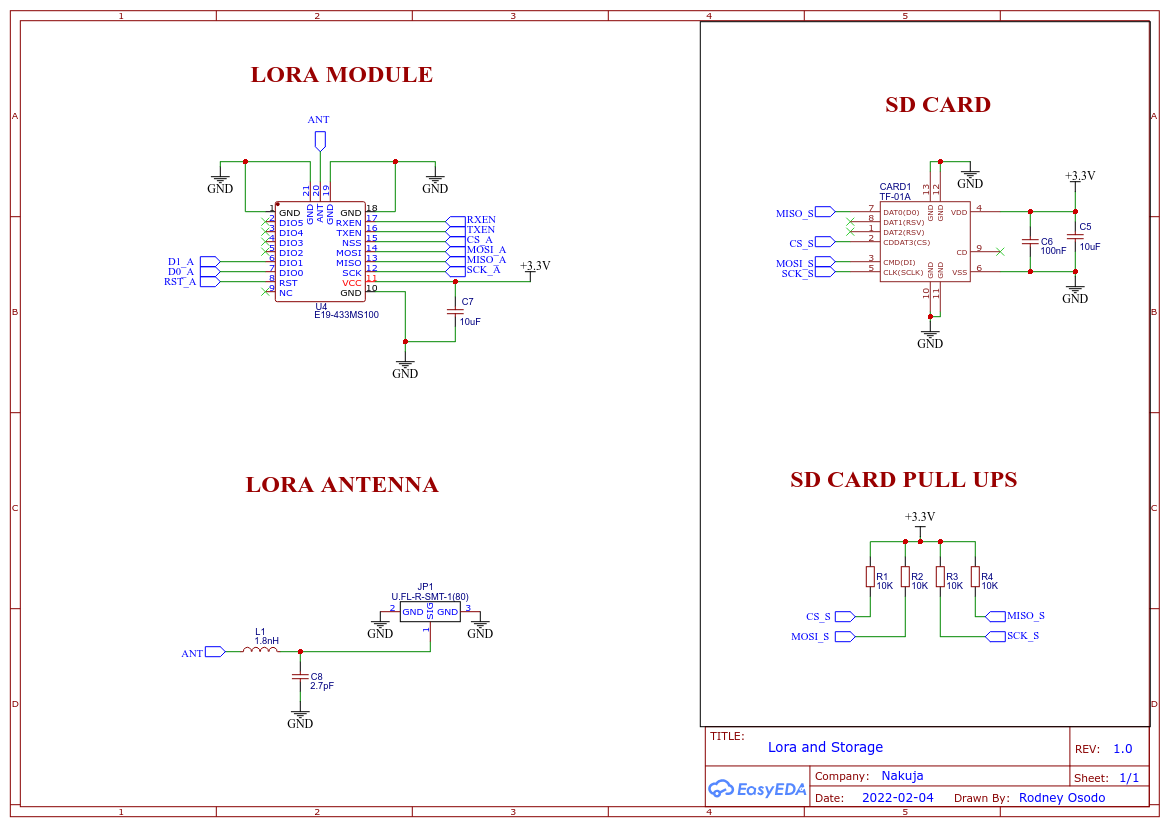 1 2 3 4 5
A
B
C
D
A
B
C
D
LORA MODULE
ANT
GND
GND
21 20 19
GND ANT GND
1 GND
2 DIO5
3 DIO4
4 DIO3
5 DIO2
D1_A 6 DIO1
D0_A 7 DIO0
RST_A 8 RST
9 NC
GND 18
RXEN 17 RXEN
TXEN 16 TXEN
NSS 15 CS_A
MOSI 14 MOSI_A
MISO 13 MISO_A
SCK 12 SCK_A
VCC 11
GND 10
+3.3V
U4
E19-433MS100
C7
10uF
GND
SD CARD
CARD1
TF-01A
13 12
GND GND
GND
+3.3V
MISO_S 7 DAT0(D0)
8 DAT1(RSV)
1 DAT2(RSV)
CS_S 2 CDDAT3(CS)
MOSI_S 3 CMD(DI)
SCK_S 5 CLK(SCLK)
VDD 4
CD 9
VSS 6
GND GND
10 11
GND
C6
100nF
C5
10uF
GND
LORA ANTENNA
JP1
U.FL-R-SMT-1(80)
2 GND SIG GND 3
1
GND
GND
ANT
L1
1.8nH
C8
2.7pF
GND
SD CARD PULL UPS
+3.3V
R1
10K
R2
10K
R3
10K
R4
10K
CS_S
MOSI_S
MISO_S
SCK_S
TITLE:
Lora and Storage
REV: 1.0
EasyEDA
Company: Nakuja
Sheet: 1/1
Date: 2022-02-04 Drawn By: Rodney Osodo
1 2 3 4 5